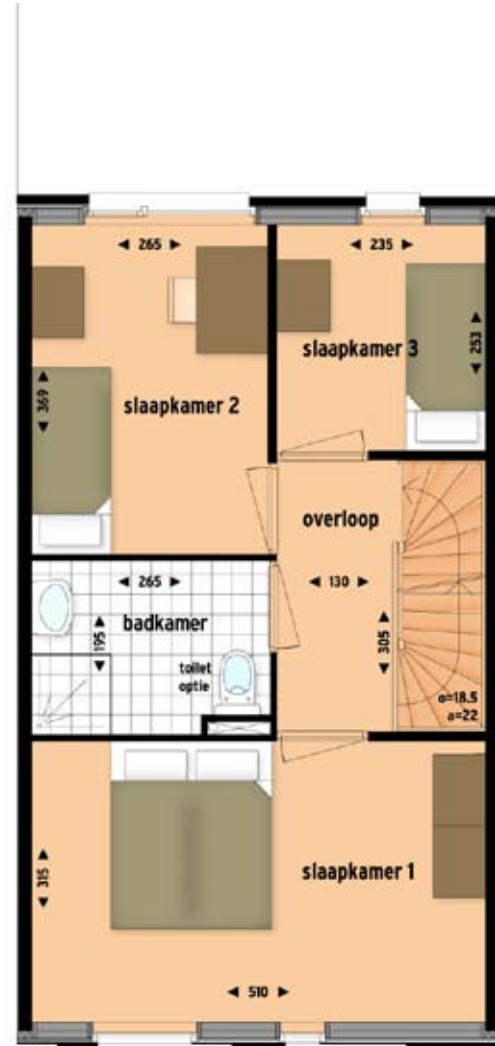 ◄ 265 ►
◄ 235 ►
◄ 253 ►
slaapkamer 3
◄ 369 ►
slaapkamer 2
overloop
◄ 265 ►
◄ 130 ►
badkamer
◄ 195 ►
◄ 305 ►
toilet
optie
o=18.5
a=22
slaapkamer 1
◄ 315 ►
◄ 510 ►